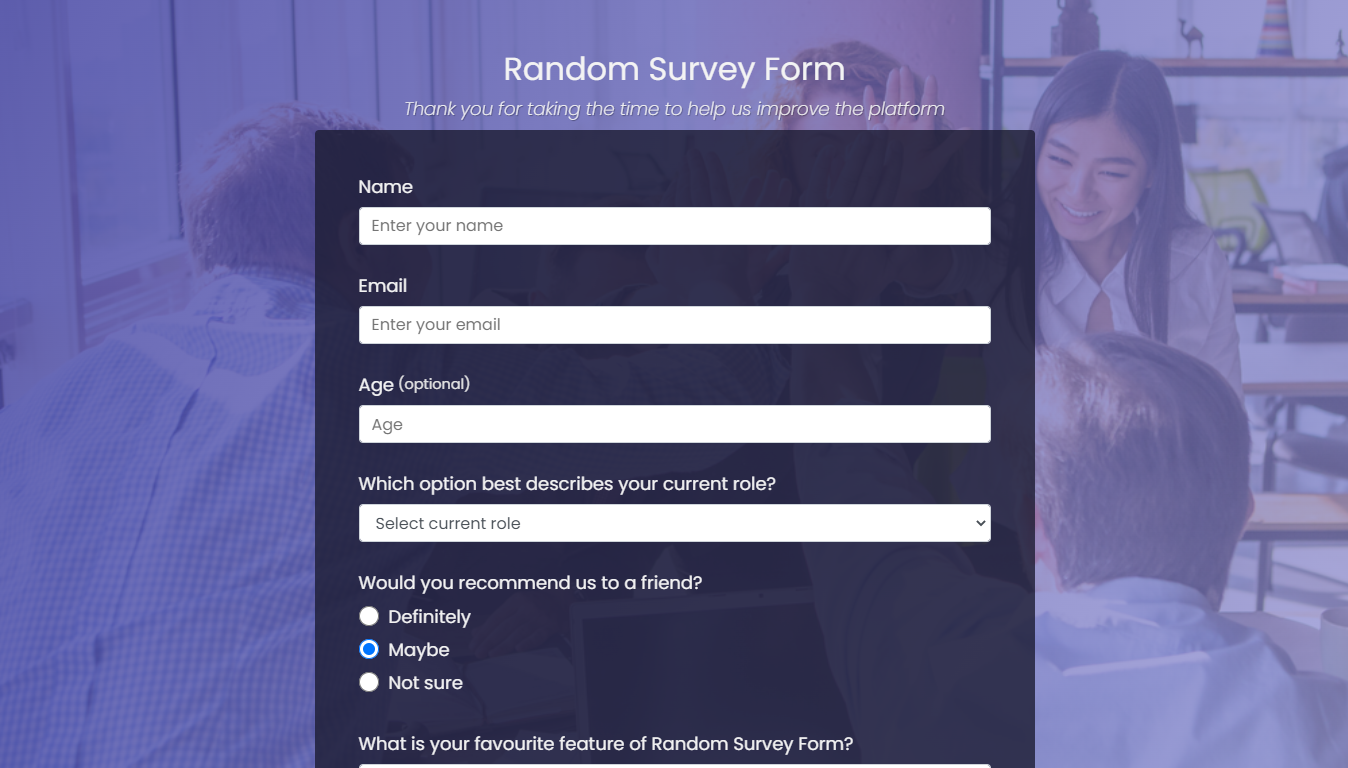 Random Survey Form
Thank you for taking the time to help us improve the platform
Name
Enter your name
Email
Enter your email
Age (optional)
Age
Which option best describes your current role?
Select current role
Would you recommend us to a friend?
Definitely
Maybe
Not sure
What is your favourite feature of Random Survey Form?